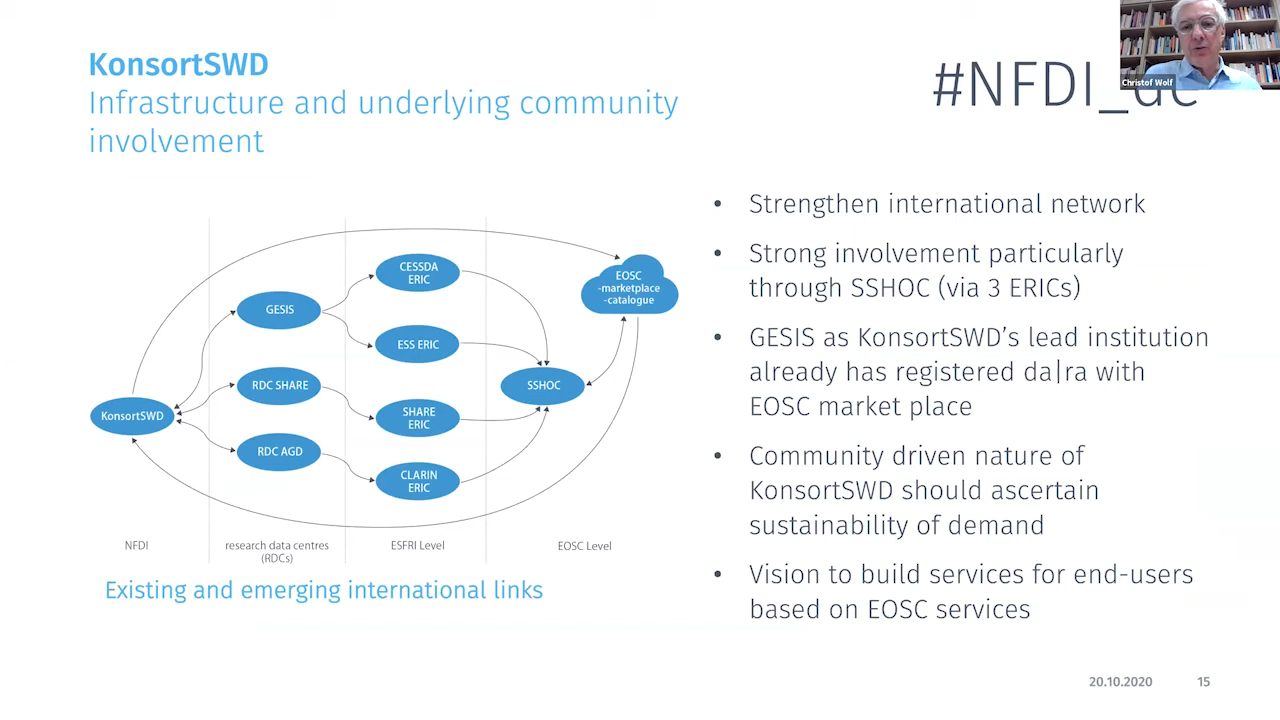 KonsortSWD
Infrastructure and underlying community
involvement
#NFDI_de
Christof Wolf
CESSDA
ERIC
EOSC
-marketplace
-catalogue
GESIS
ESS ERIC
RDC SHARE
SSHOC
KonsortSWD
SHARE
ERIC
RDC AGD
CLARIN
ERIC
NFDI
research data centres
(RDCs)
ESFRI Level
EOSC Level
Existing and emerging international links
• Strengthen international network
• Strong involvement particularly
through SSHOC (via 3 ERICs)
• GESIS as KonsortSWD’s lead institution
already has registered da|ra with
EOSC market place
• Community driven nature of
KonsortSWD should ascertain
sustainability of demand
• Vision to build services for end-users
based on EOSC services
20.10.2020
15